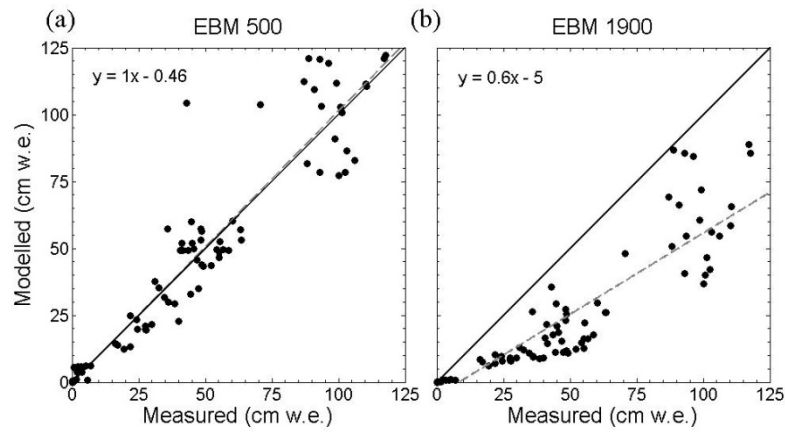 (a) EBM 500 (b) EBM 1900
125
100
75
50
25
0
Modelled (cm w.e.)
y = 1x - 0.46
y = 0.6x - 5
0 25 50 75 100 125
0 25 50 75 100 125
Measured (cm w.e.) Measured (cm w.e.)